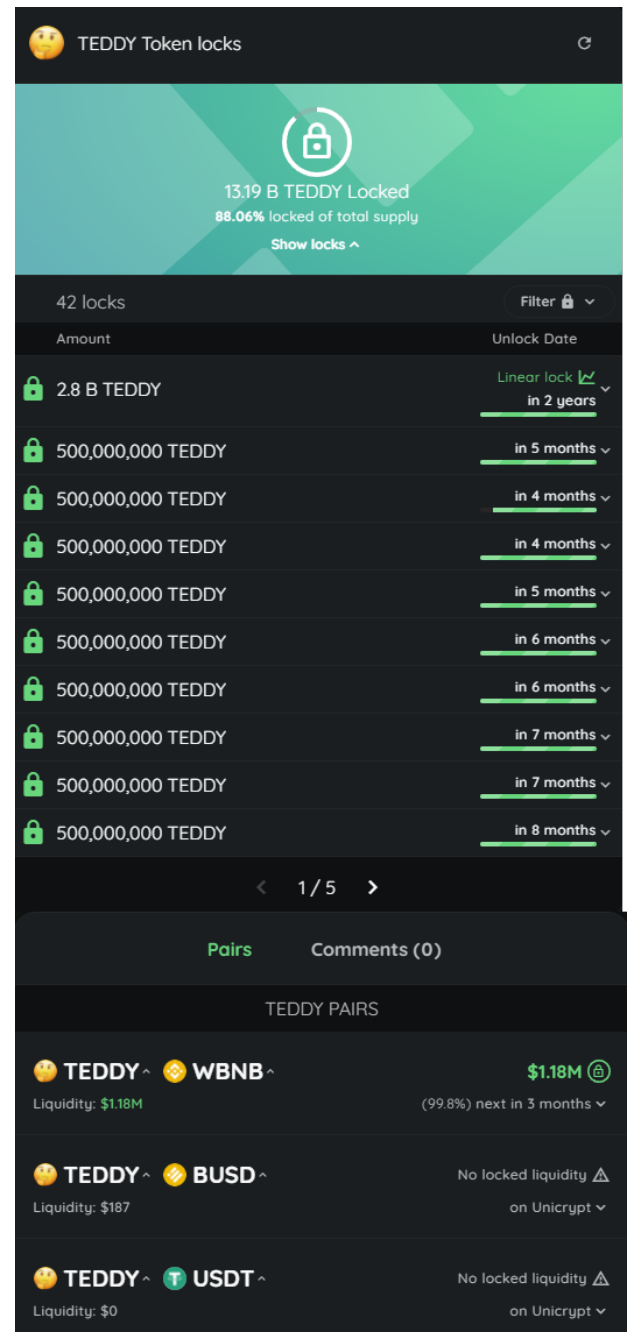 TEDDY Token locks
13.19 B TEDDY Locked
88.06% locked of total supply
Show locks
42 locks Filter
Amount Unlock Date
2.8 B TEDDY Linear lock
in 2 years
500,000,000 TEDDY in 5 months
500,000,000 TEDDY in 4 months
500,000,000 TEDDY in 4 months
500,000,000 TEDDY in 5 months
500,000,000 TEDDY in 6 months
500,000,000 TEDDY in 6 months
500,000,000 TEDDY in 7 months
500,000,000 TEDDY in 7 months
500,000,000 TEDDY in 8 months
1 / 5
Pairs Comments (0)
TEDDY PAIRS
TEDDY WBNB $1.18M
Liquidity: $1.18M (99.8%) next in 3 months
TEDDY BUSD No locked liquidity
Liquidity: $187 on Unicrypt
TEDDY USDT No locked liquidity
Liquidity: $0 on Unicrypt